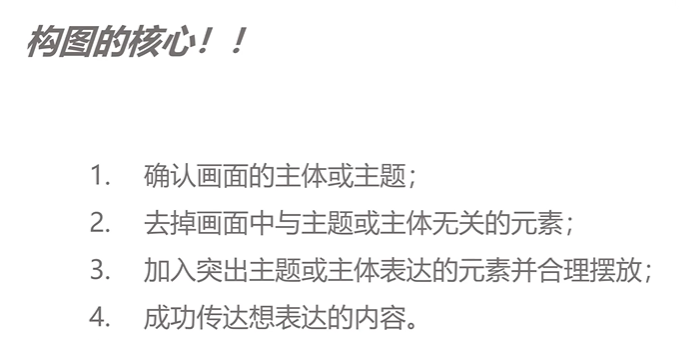 构图的核心！！
1. 确认画面的主体或主题；
2. 去掉画面中与主题或主体无关的元素；
3. 加入突出主题或主体表达的元素并合理摆放；
4. 成功传达想表达的内容。